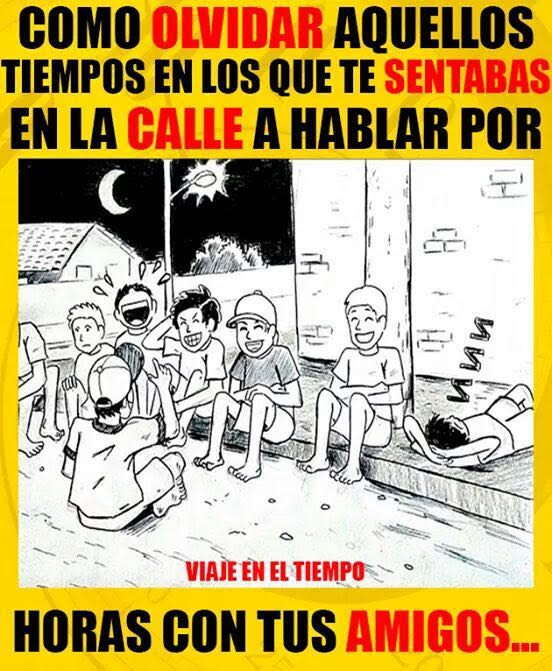 COMO OLVIDAR AQUELLOS
TIEMPOS EN LOS QUE TE SENTABAS
EN LA CALLE A HABLAR POR
ZZZ
VIAJE EN EL TIEMPO
HORAS CON TUS AMIGOS...